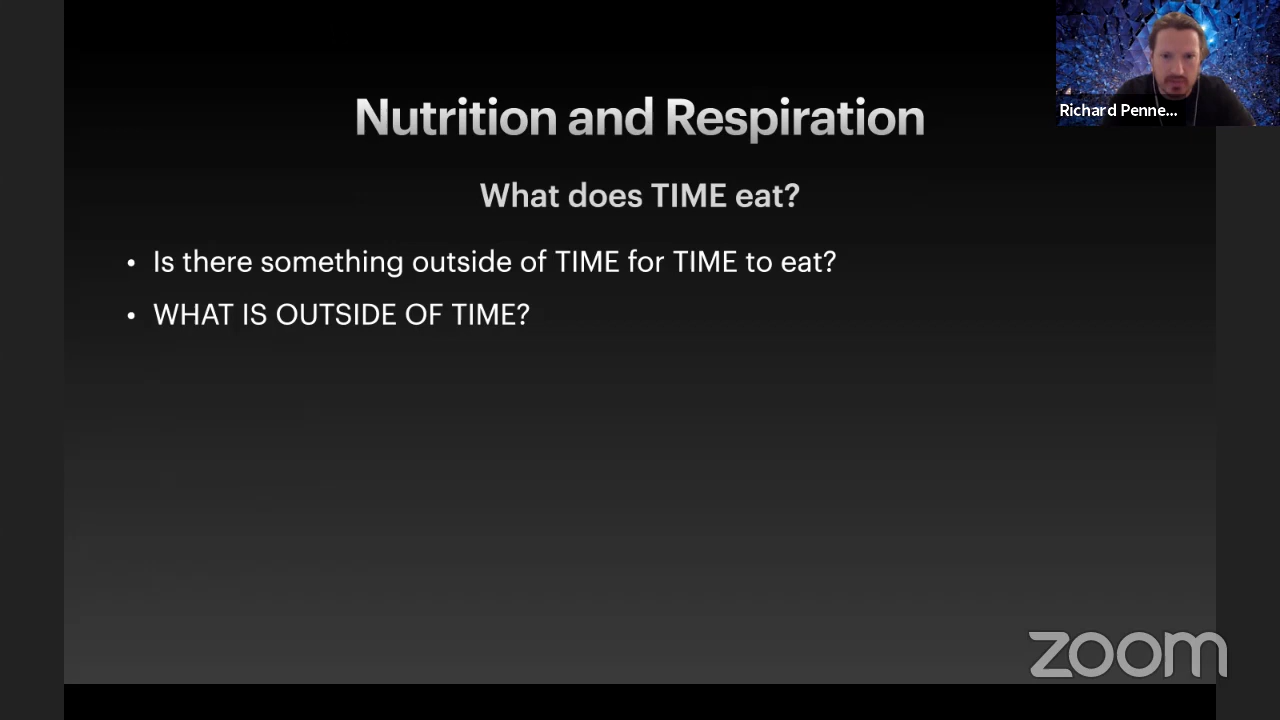 Nutrition and Respiration
Richard Penne...
What does TIME eat?
• Is there something outside of TIME for TIME to eat?
• WHAT IS OUTSIDE OF TIME?
zoom